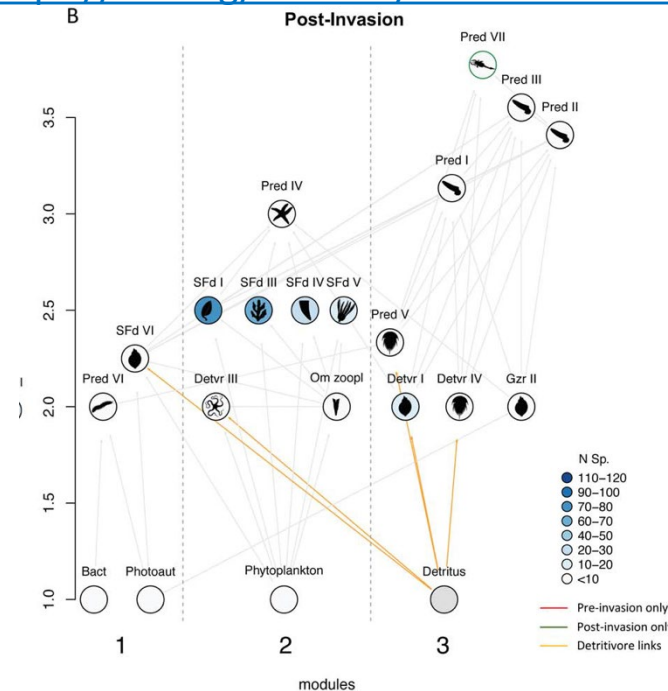 B
Post-Invasion
Pred VII
Pred III
Pred II
3.5
Pred I
Pred IV
3.0
SFd I SFd III SFd IV SFd V
2.5
Pred V
SFd VI
Pred VI Detvr III Om zoopl Detvr I Detvr IV Gzr II
2.0
N Sp.
110–120
90–100
70–80
60–70
40–50
20–30
10–20
<10
1.5
Bact Photoaut Phytoplankton Detritus
1.0
Pre-invasion only
Post-invasion onl
Detritivore links
1 2 3
modules